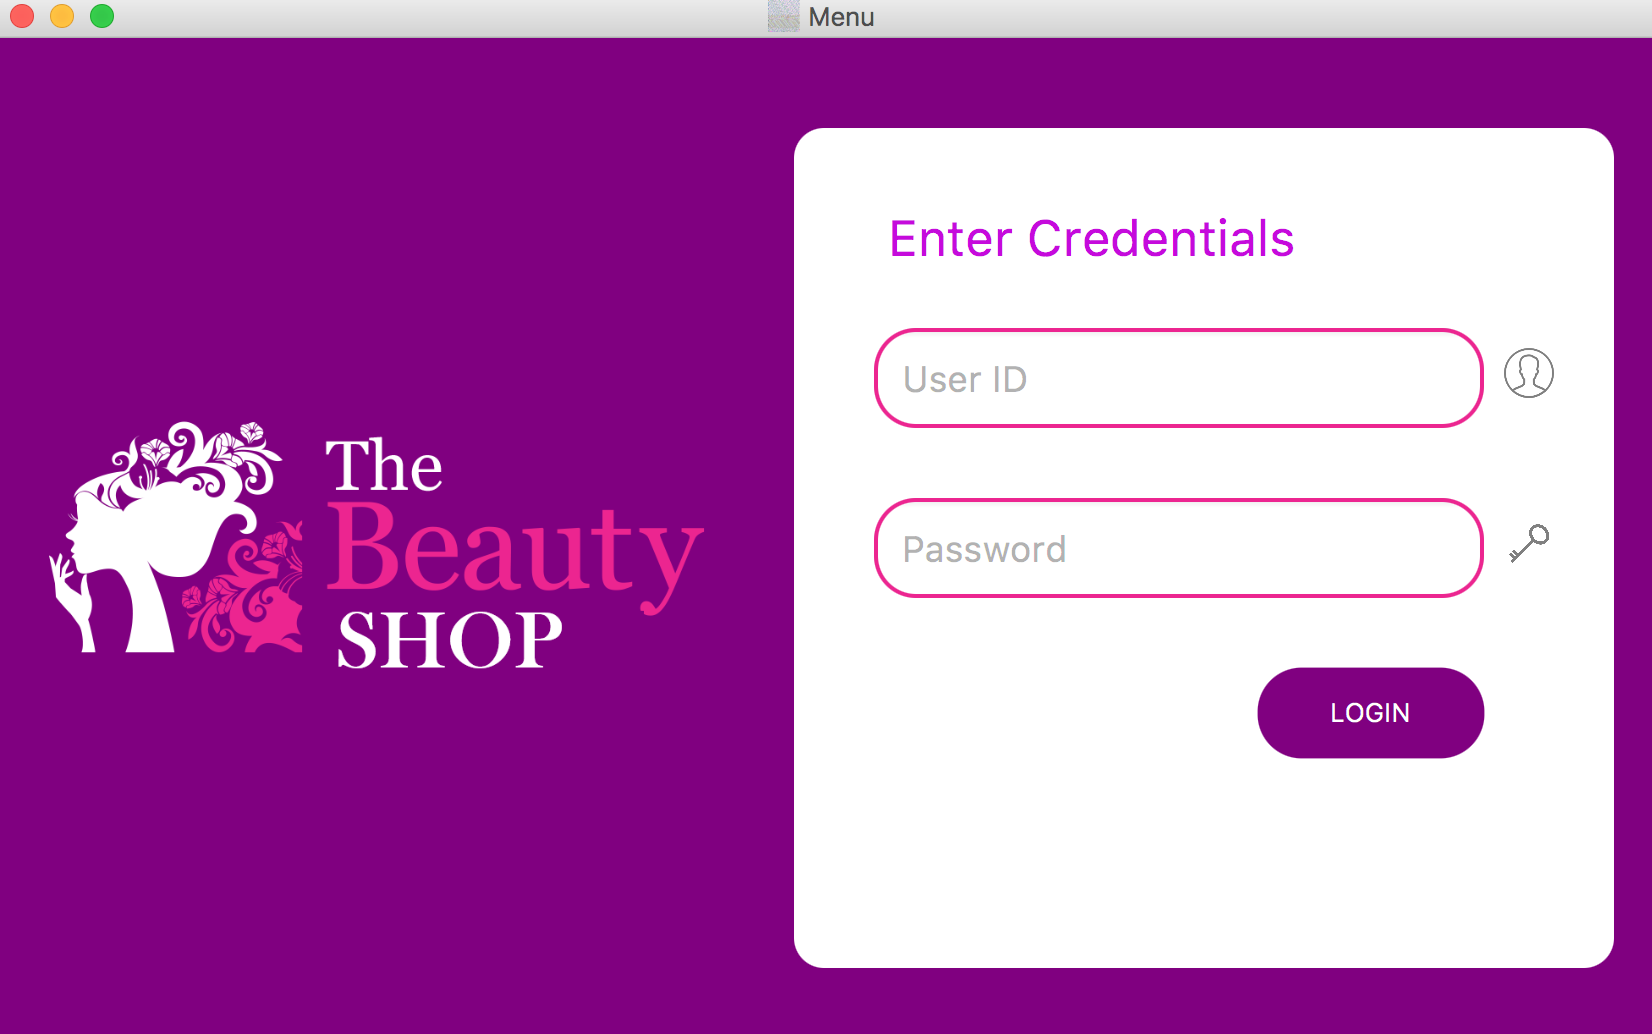 Menu
The
Beauty
SHOP
Enter Credentials
User ID
Password
LOGIN